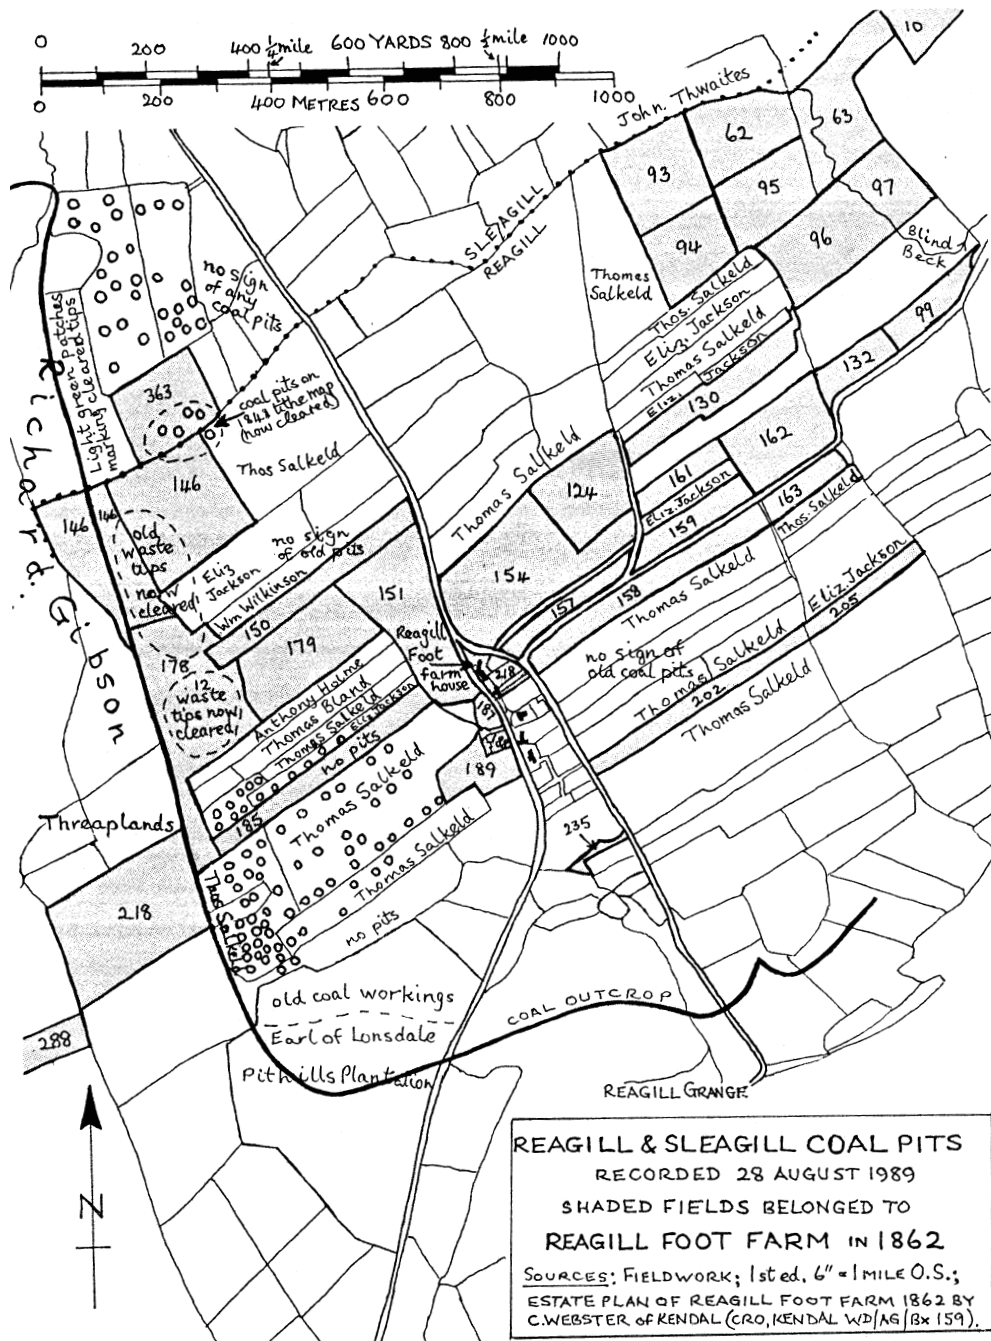 0 200 400 ¼ mile 600 YARDS 800 ½ mile 1000
0 200 400 METRES 600 800 1000
10
John Thwaites
62
63
93
95
97
SLEAGILL
REAGILL
94
96
Blind
Beck
no sign
of any
coal pits
Thomas
Salkeld
Thos. Salkeld
Eliz. Jackson
Thomas Salkeld
Eliz. Jackson
99
Light green patches
marking cleared tips
Richard. Gibson
363
coal pits on
1841 tithe map
(now cleared)
132
130
Thos Salkeld
162
146
146
146
Thomas Salkeld
124
161
Eliz. Jackson
159
163
Thos. Salkeld
old
waste
tips
now
cleared
no sign
of old pits
Eliz
Jackson
Wm Wilkinson
150
151
154
157
158
Thomas Salkeld
Eliz. Jackson
205
179
Reagill
Foot
farm
house
218
no sign of
old coal pits
178
12
waste
tips now
cleared
Anthony Holme
Thomas Bland
Thomas Salkeld
Eliz. Jackson
no pits
187
Thomas Salkeld
202
Thomas Salkeld
189
185
Thomas Salkeld
Threaplands
Thomas Salkeld
235
Thos Salkeld
218
no pits
old coal workings
COAL OUTCROP
288
Earl of Lonsdale
Pithills Plantation
REAGILL GRANGE
N
REAGILL & SLEAGILL COAL PITS
RECORDED 28 AUGUST 1989
SHADED FIELDS BELONGED TO
REAGILL FOOT FARM IN 1862
SOURCES: FIELDWORK; 1st ed. 6" = 1 MILE O.S.;
ESTATE PLAN OF REAGILL FOOT FARM 1862 BY
C. WEBSTER OF KENDAL (CRO, KENDAL WD/AG/Bx 159).